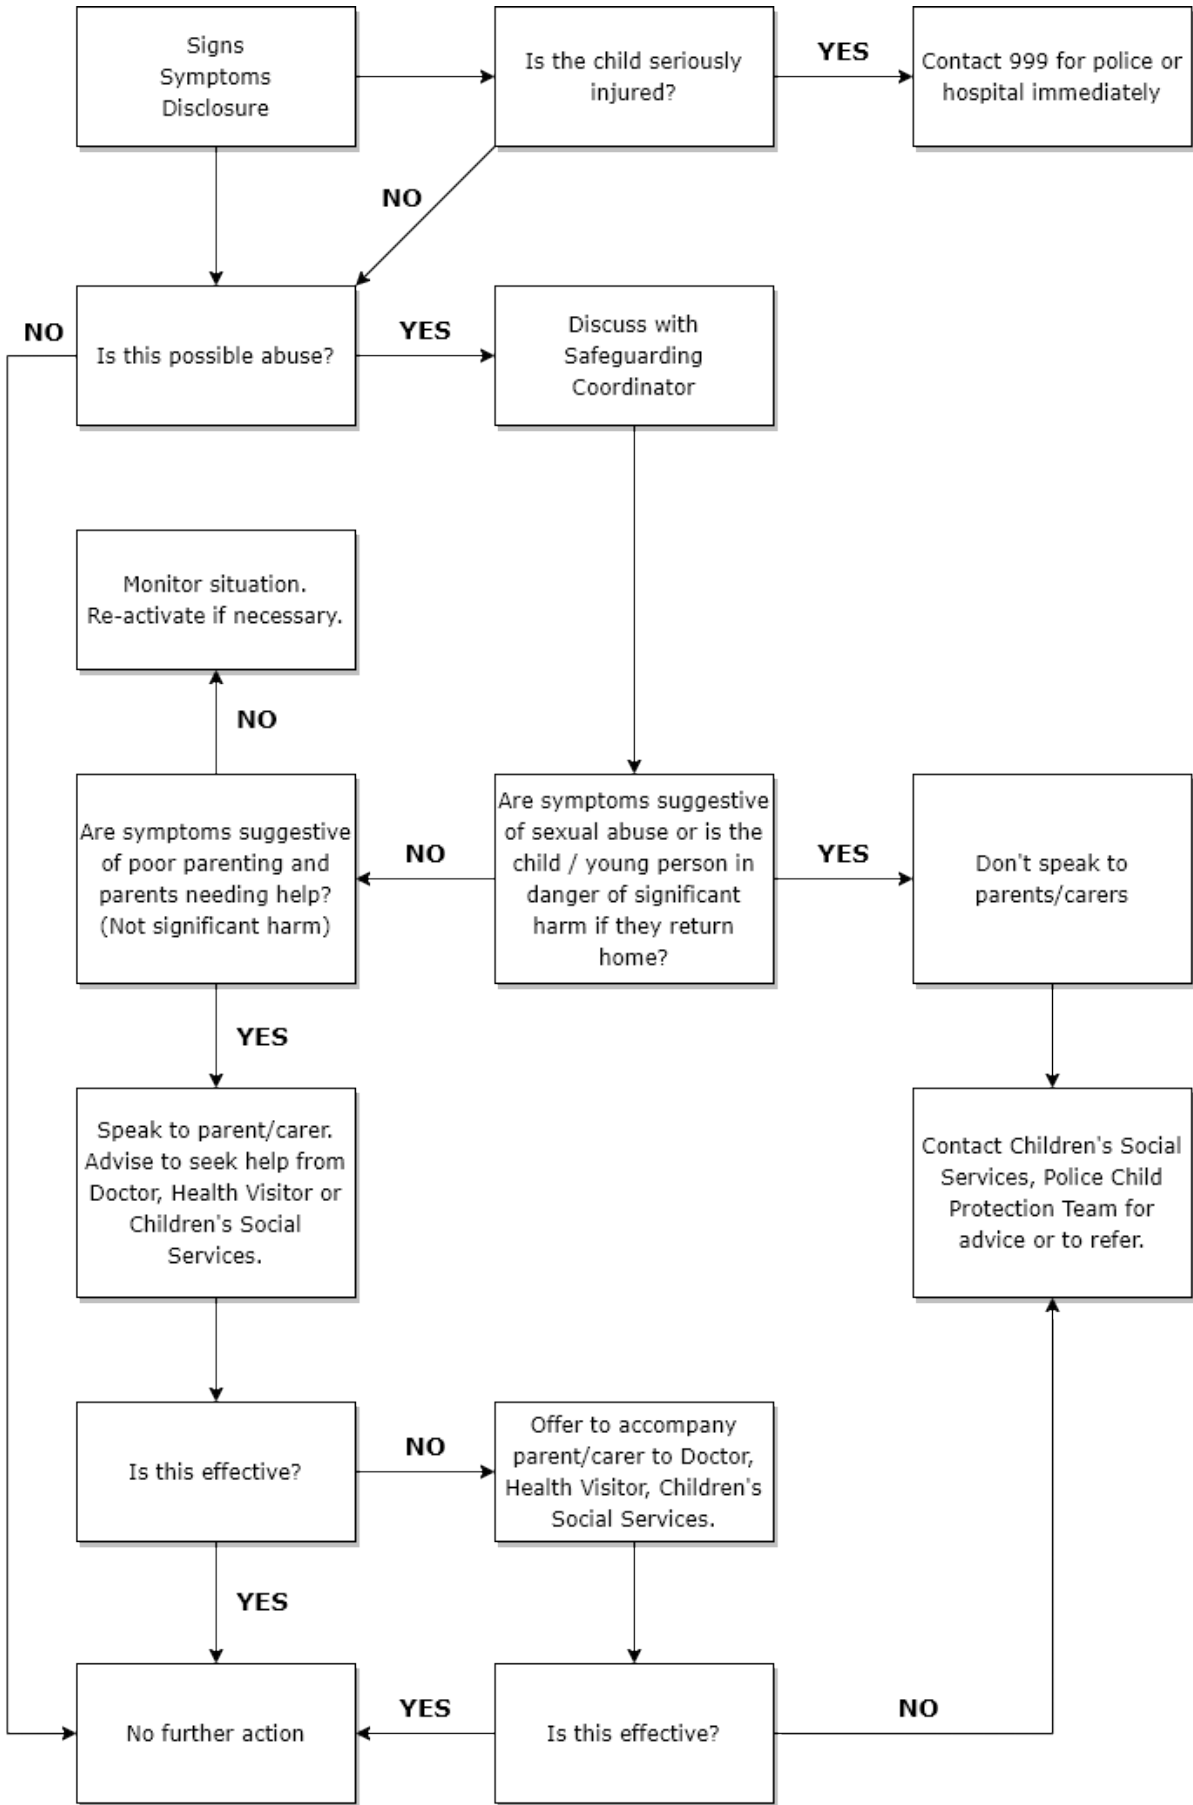 Signs
Symptoms
Disclosure
Is the child seriously
injured?
YES
Contact 999 for police or
hospital immediately
NO
NO
Is this possible abuse?
YES
Discuss with
Safeguarding
Coordinator
Monitor situation.
Re-activate if necessary.
NO
Are symptoms suggestive
of poor parenting and
parents needing help?
(Not significant harm)
NO
Are symptoms suggestive
of sexual abuse or is the
child / young person in
danger of significant
harm if they return
home?
YES
Don't speak to
parents/carers
YES
Speak to parent/carer.
Advise to seek help from
Doctor, Health Visitor or
Children's Social
Services.
Contact Children's Social
Services, Police Child
Protection Team for
advice or to refer.
Is this effective?
NO
Offer to accompany
parent/carer to Doctor,
Health Visitor, Children's
Social Services.
YES
No further action
YES
Is this effective?
NO